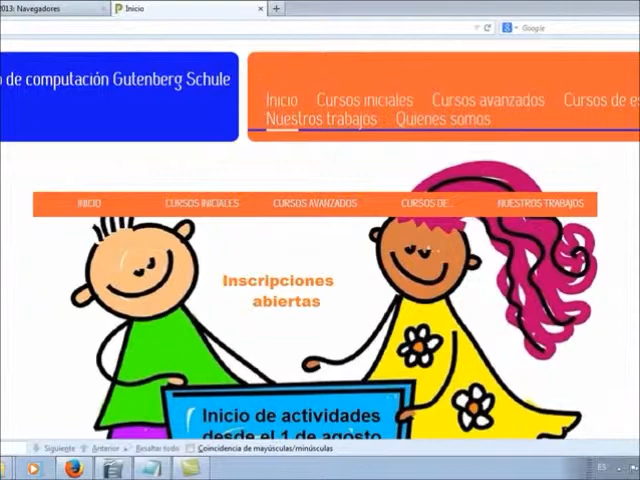 2013: Navegadores
Inicio
Google
de computación Gutenberg Schule
Inicio Cursos iniciales Cursos avanzados Cursos de
Nuestros trabajos Quienes somos
INICIO CURSOS INICIALES CURSOS AVANZADOS CURSOS DE... NUESTROS TRABAJOS
Inscripciones
abiertas
Inicio de actividades
desde el 1 de agosto
Siguiente Anterior Resaltar todo Coincidencia de mayúsculas/minúsculas
ES